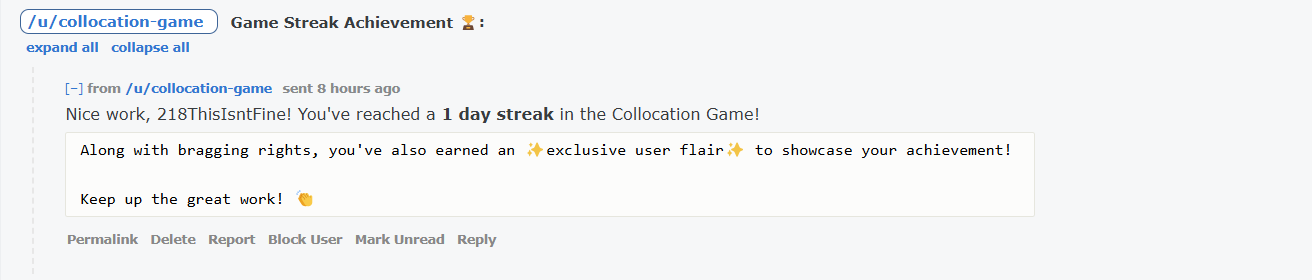 /u/collocation-game Game Streak Achievement 🏆:
expand all collapse all
[–] from /u/collocation-game sent 8 hours ago
Nice work, 218ThisIsntFine! You've reached a 1 day streak in the Collocation Game!
Along with bragging rights, you've also earned an ✨exclusive user flair✨ to showcase your achievement!
Keep up the great work! 👏
Permalink Delete Report Block User Mark Unread Reply